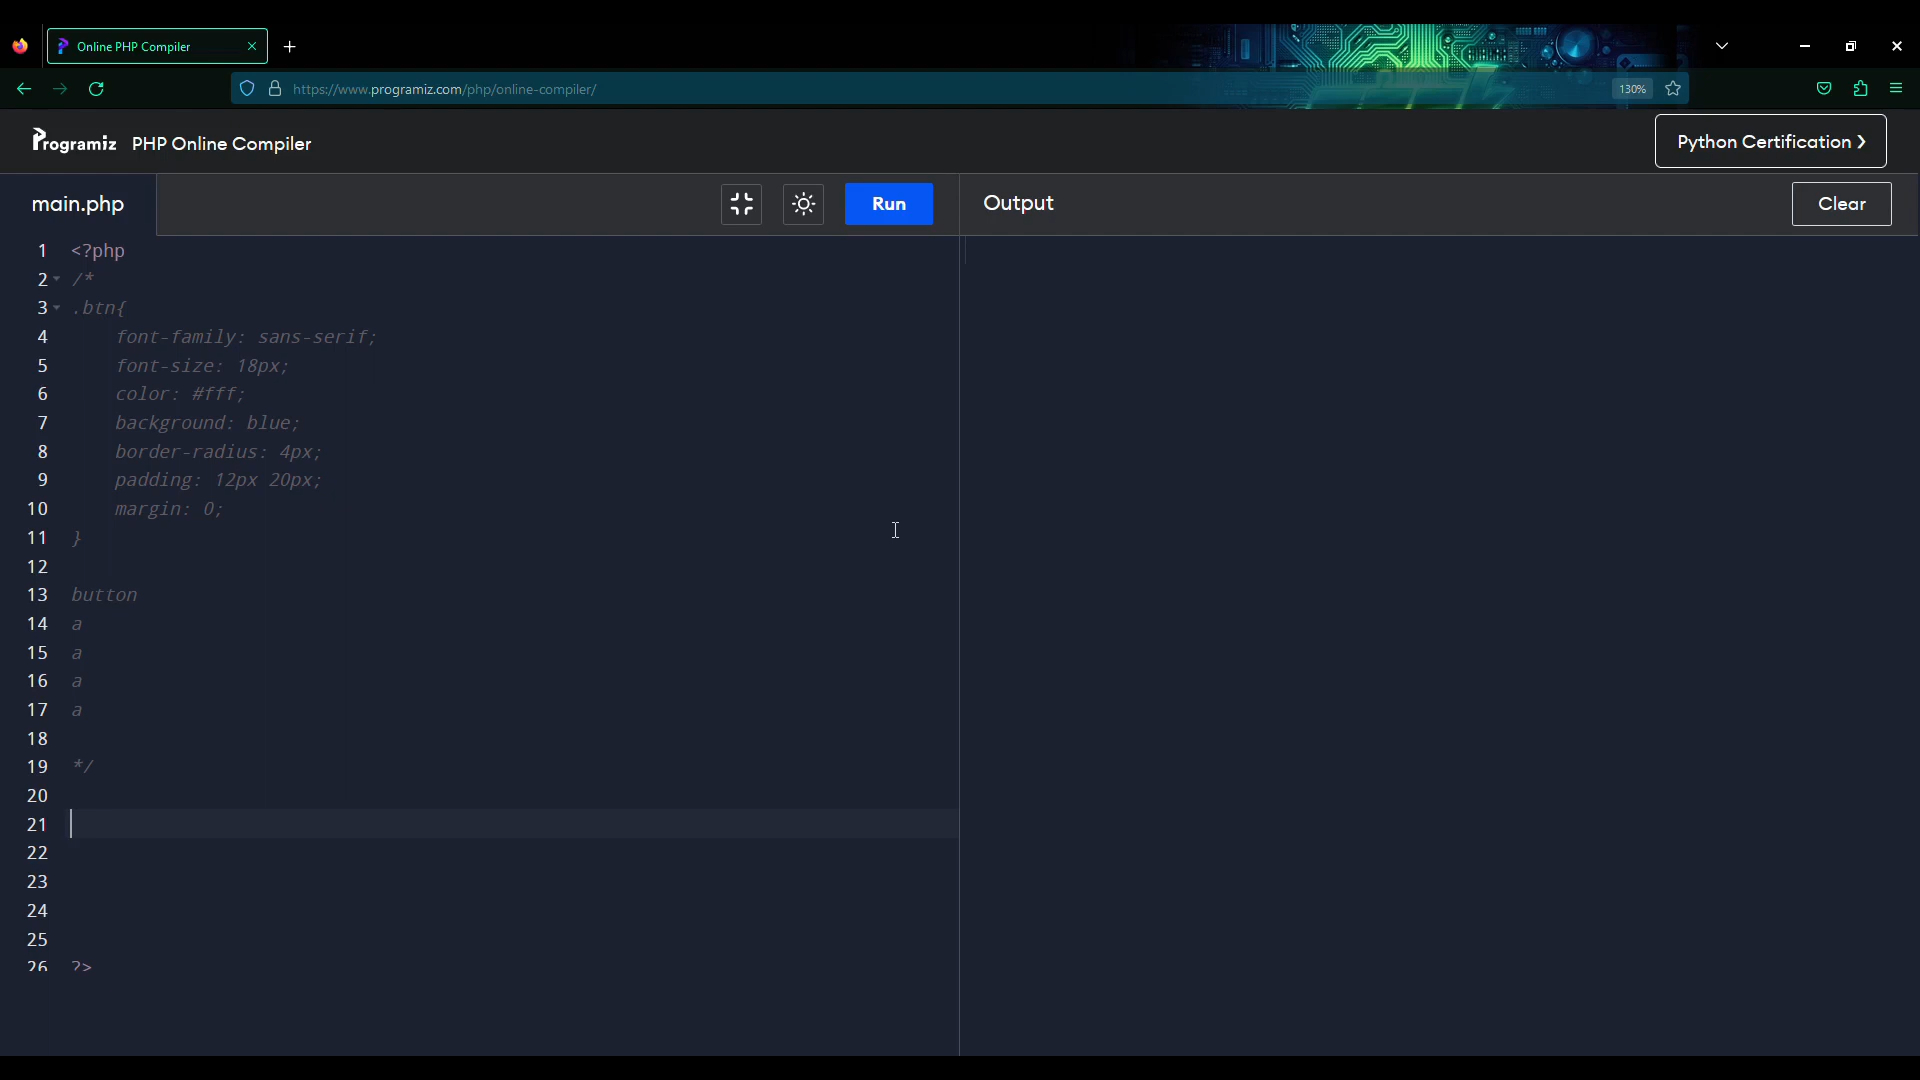 Online PHP Compiler
https://www.programiz.com/php/online-compiler/
130%
Programiz PHP Online Compiler
Python Certification ❯
main.php
Run
Output
Clear
1 <?php
2 /*
3 .btn{
4 font-family: sans-serif;
5 font-size: 18px;
6 color: #fff;
7 background: blue;
8 border-radius: 4px;
9 padding: 12px 20px;
10 margin: 0;
11 }
12
13 button
14 a
15 a
16 a
17 a
18
19 */
20
21
22
23
24
25
26 ?>